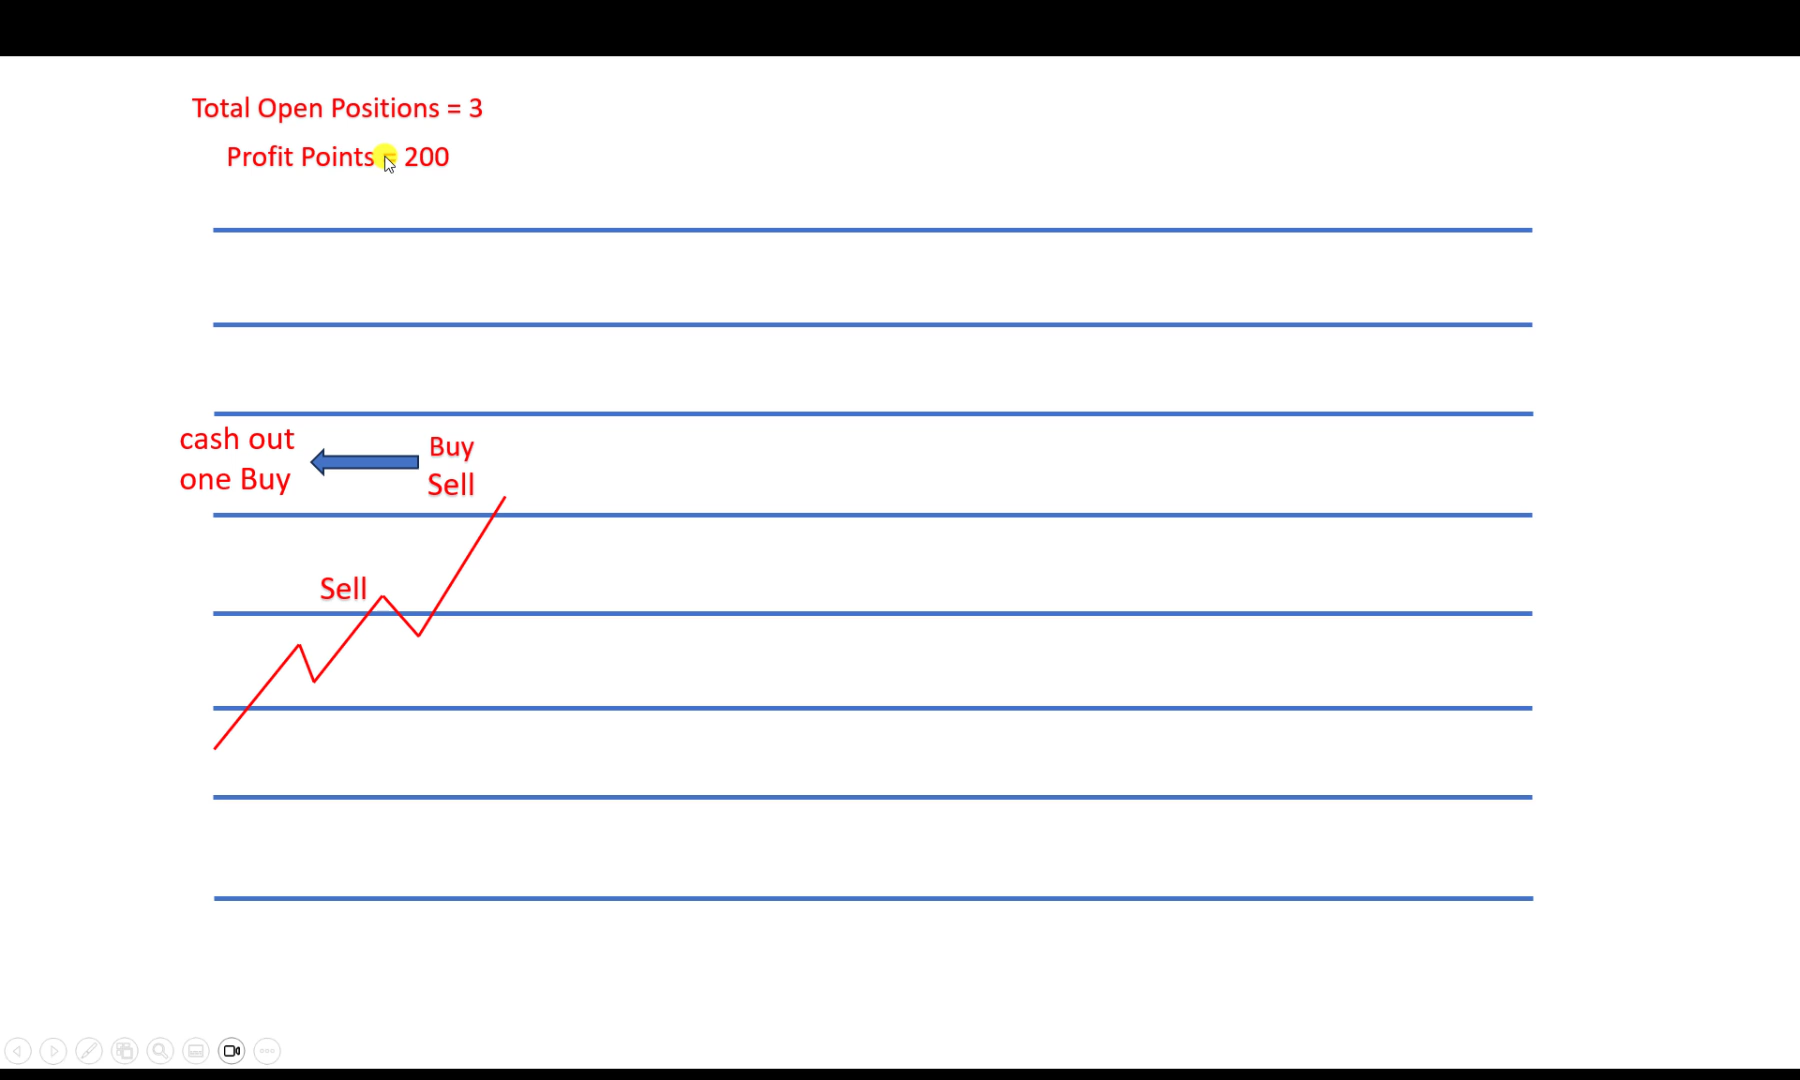 Total Open Positions = 3
Profit Points = 200
cash out
one Buy
Buy
Sell
Sell